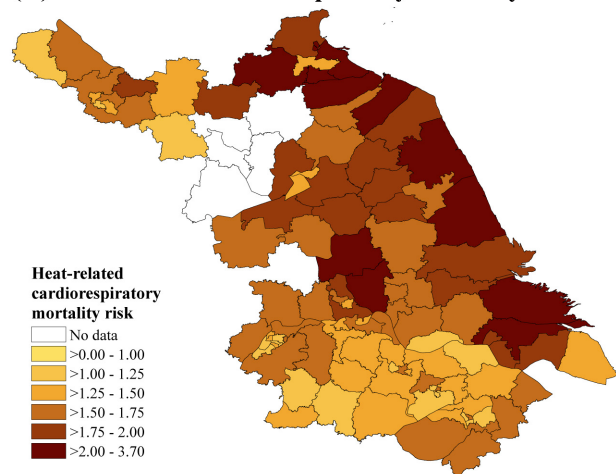 Heat-related
cardiorespiratory
mortality risk
No data
>0.00 - 1.00
>1.00 - 1.25
>1.25 - 1.50
>1.50 - 1.75
>1.75 - 2.00
>2.00 - 3.70